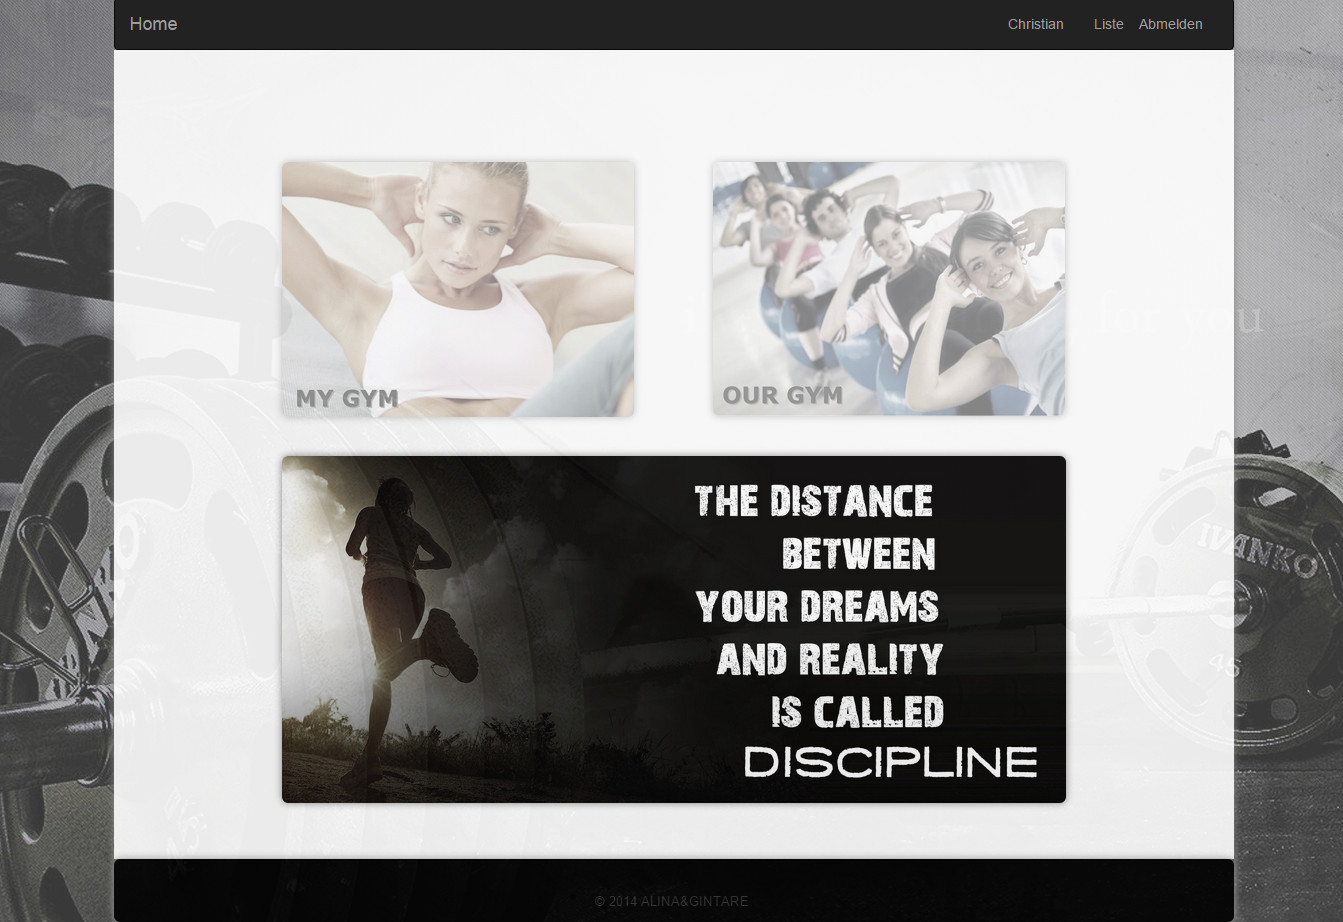 Home
Christian
Liste
Abmelden
for you
MY GYM
OUR GYM
THE DISTANCE
BETWEEN
YOUR DREAMS
AND REALITY
IS CALLED
DISCIPLINE
IVANKO
45
© 2014 ALINA&GINTARE